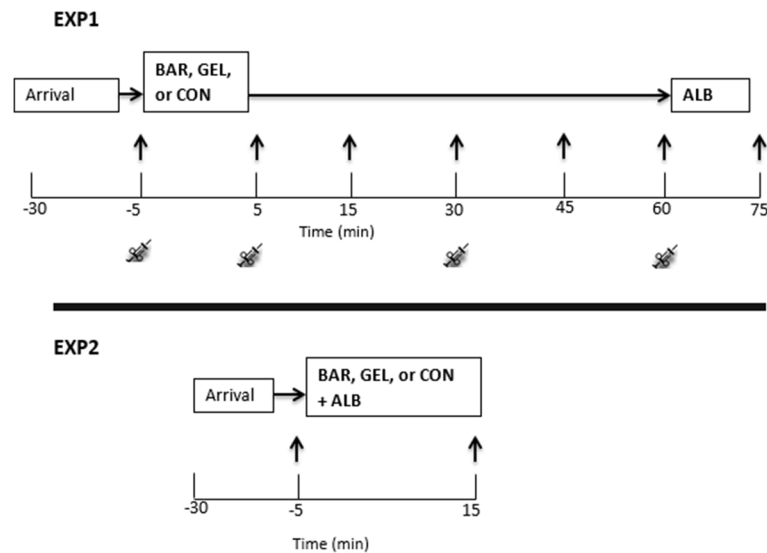 EXP1
Arrival
BAR, GEL,
or CON
ALB
-30 -5 5 15 30 45 60 75
Time (min)
EXP2
Arrival
BAR, GEL, or CON
+ ALB
-30 -5 15
Time (min)